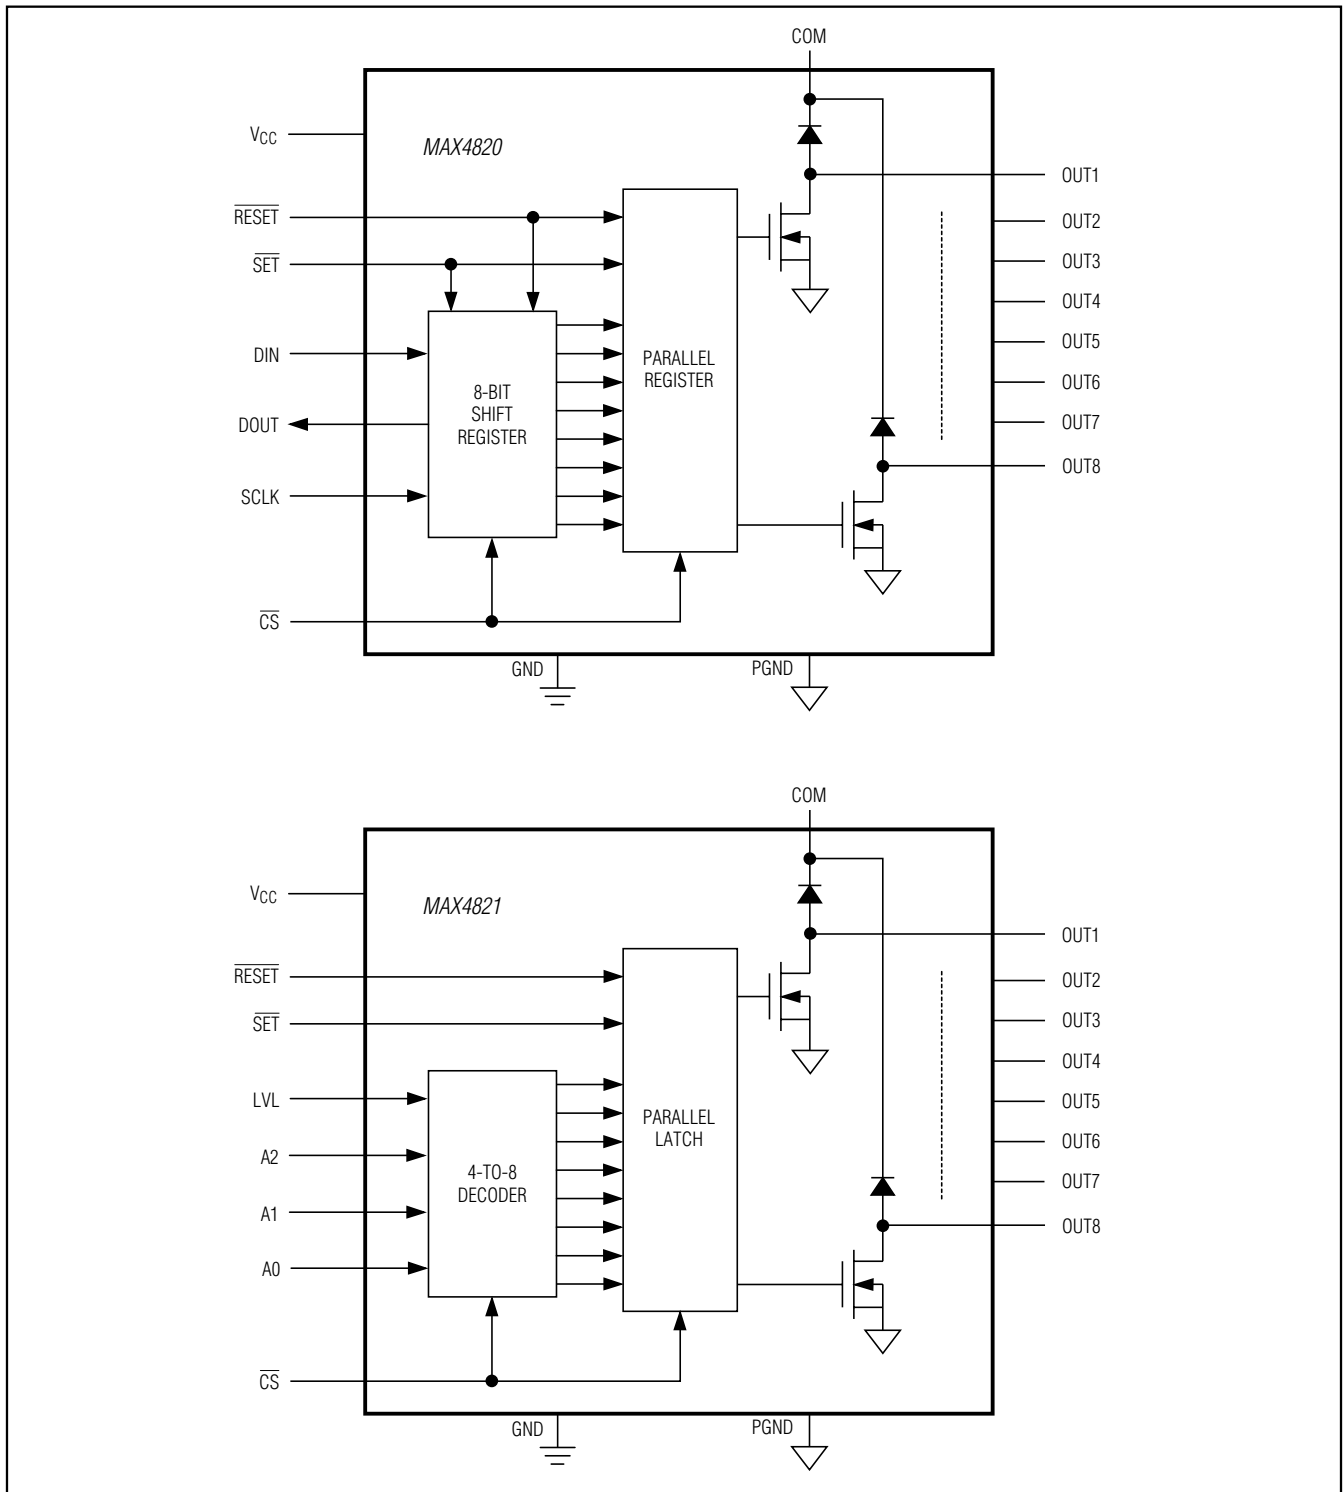 COM
VCC
MAX4820
OUT1
RESET
OUT2
SET
OUT3
OUT4
OUT5
DIN
PARALLEL
REGISTER
OUT6
8-BIT
SHIFT
REGISTER
DOUT
OUT7
OUT8
SCLK
CS
GND
PGND
COM
VCC
MAX4821
OUT1
RESET
OUT2
SET
OUT3
OUT4
LVL
OUT5
PARALLEL
LATCH
OUT6
A2
4-TO-8
DECODER
OUT7
A1
OUT8
A0
CS
GND
PGND